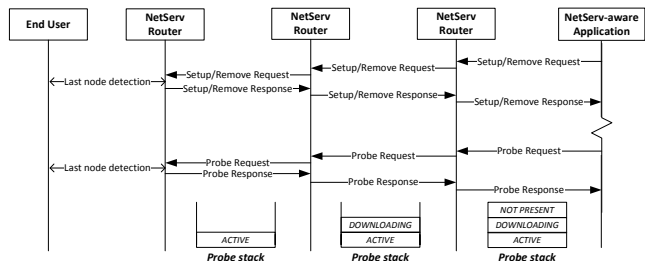 End User
NetServ
Router
NetServ
Router
NetServ
Router
NetServ-aware
Application
Setup/Remove Request
Setup/Remove Request
Setup/Remove Request
Last node detection
Setup/Remove Response
Setup/Remove Response
Setup/Remove Response
Probe Request
Probe Request
Probe Request
Last node detection
Probe Response
Probe Response
Probe Response
NOT PRESENT
DOWNLOADING
DOWNLOADING
ACTIVE
ACTIVE
ACTIVE
Probe stack
Probe stack
Probe stack